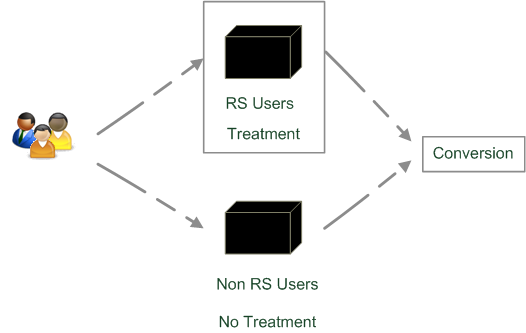 RS Users
Treatment
Conversion
Non RS Users
No Treatment